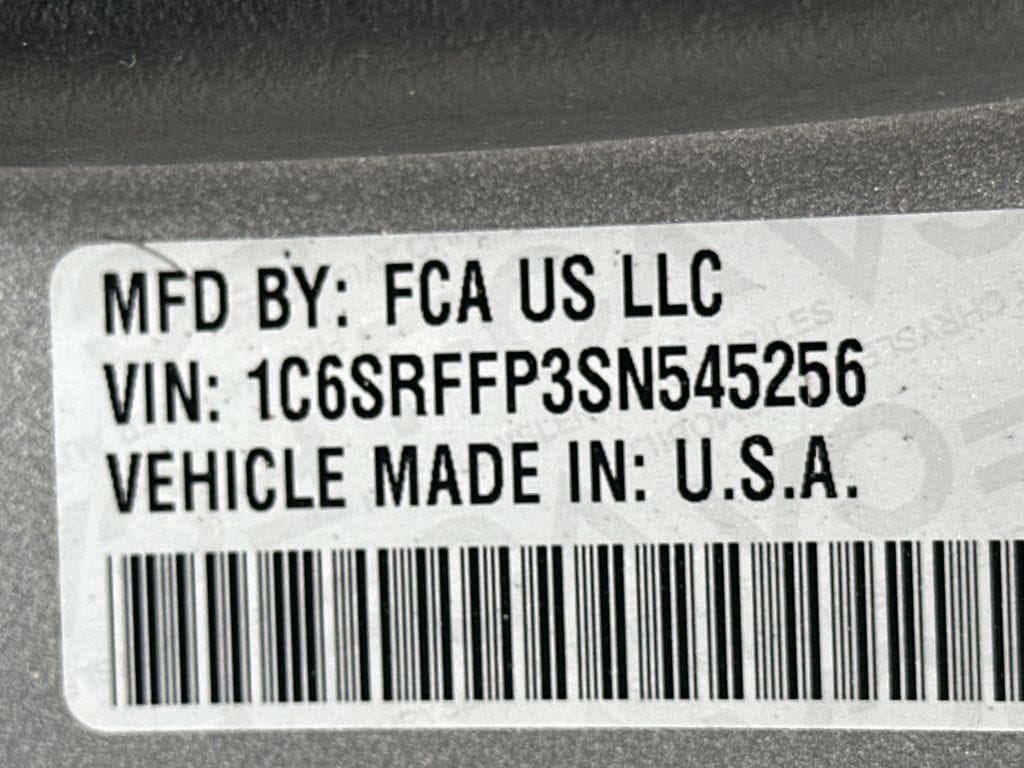 MFD BY: FCA US LLC
VIN: 1C6SRFFP3SN545256
VEHICLE MADE IN: U.S.A.